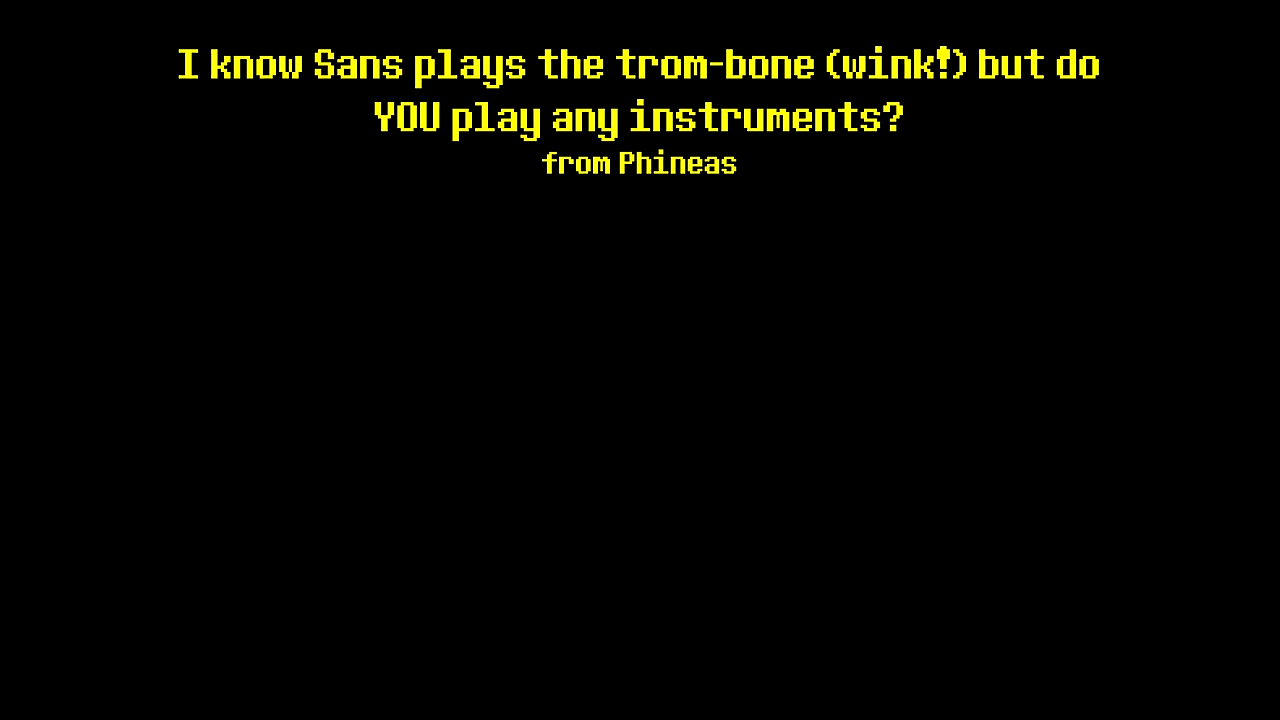 I know Sans plays the trom-bone (wink!) but do
YOU play any instruments?
from Phineas